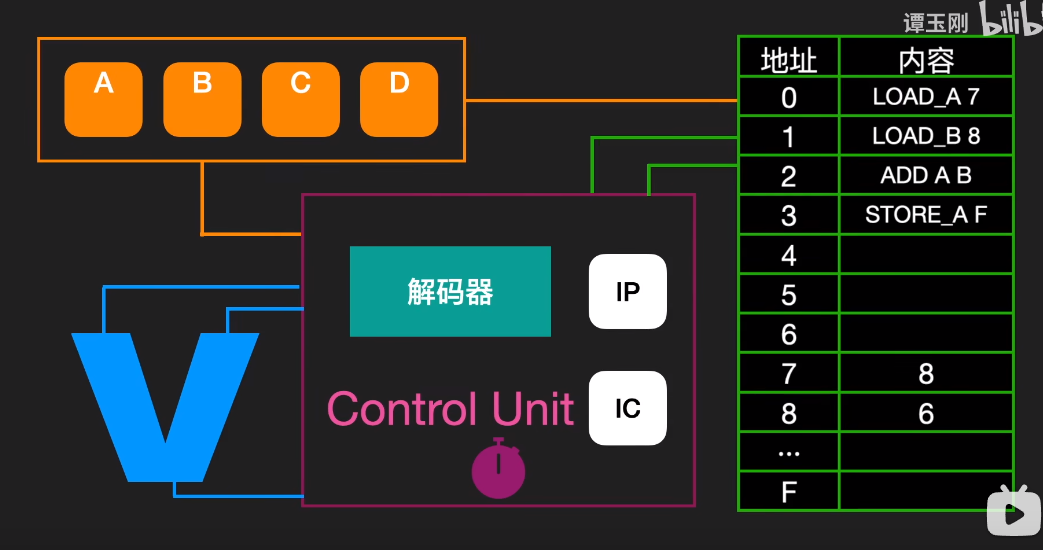 谭玉刚 bilib
A B C D
地址 内容
0 LOAD_A 7
1 LOAD_B 8
2 ADD A B
3 STORE_A F
4
5
6
7 8
8 6
...
F
解码器 IP
Control Unit IC